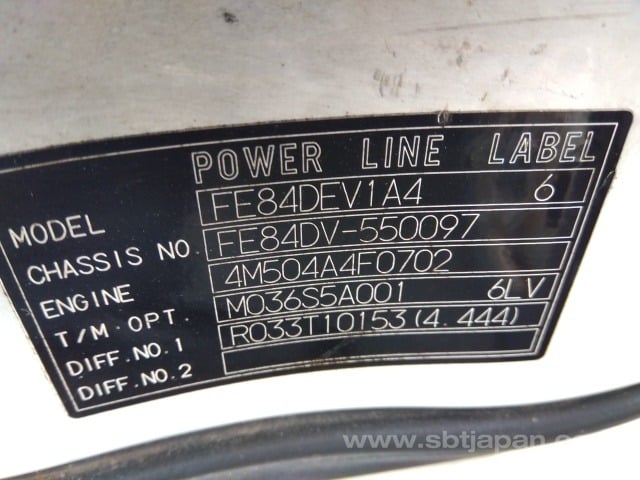 POWER LINE LABEL
MODEL FE84DEV1A4 6
CHASSIS NO. FE84DV-550097
ENGINE 4M504A4F0702
T/M.OPT. M036S5A001 6LV
DIFF.NO.1 R033T10153(4.444)
DIFF.NO.2
www.sbtjapan.c